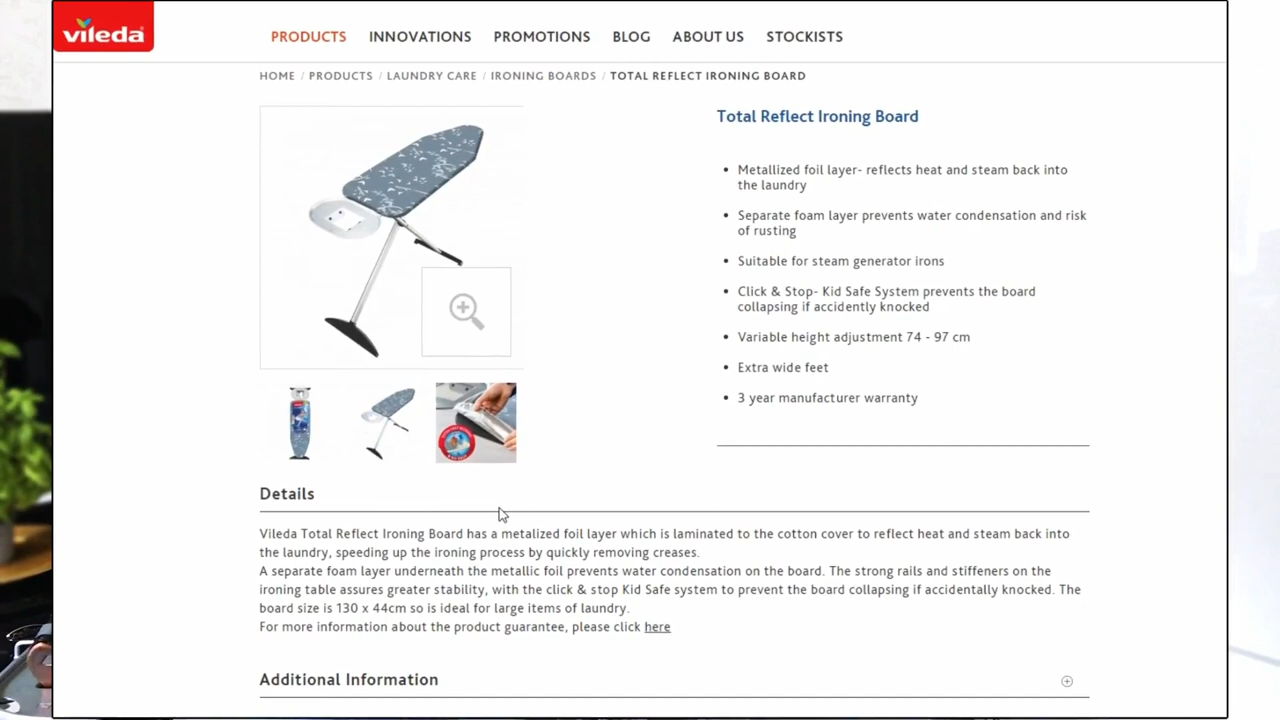 vileda
PRODUCTS INNOVATIONS PROMOTIONS BLOG ABOUT US STOCKISTS
HOME / PRODUCTS / LAUNDRY CARE / IRONING BOARDS / TOTAL REFLECT IRONING BOARD
Total Reflect Ironing Board
• Metallized foil layer- reflects heat and steam back into
the laundry
• Separate foam layer prevents water condensation and risk
of rusting
• Suitable for steam generator irons
• Click & Stop- Kid Safe System prevents the board
collapsing if accidently knocked
• Variable height adjustment 74 - 97 cm
• Extra wide feet
• 3 year manufacturer warranty
Details
Vileda Total Reflect Ironing Board has a metalized foil layer which is laminated to the cotton cover to reflect heat and steam back into
the laundry, speeding up the ironing process by quickly removing creases.
A separate foam layer underneath the metallic foil prevents water condensation on the board. The strong rails and stiffeners on the
ironing table assures greater stability, with the click & stop Kid Safe system to prevent the board collapsing if accidentally knocked. The
board size is 130 x 44cm so is ideal for large items of laundry.
For more information about the product guarantee, please click here
Additional Information